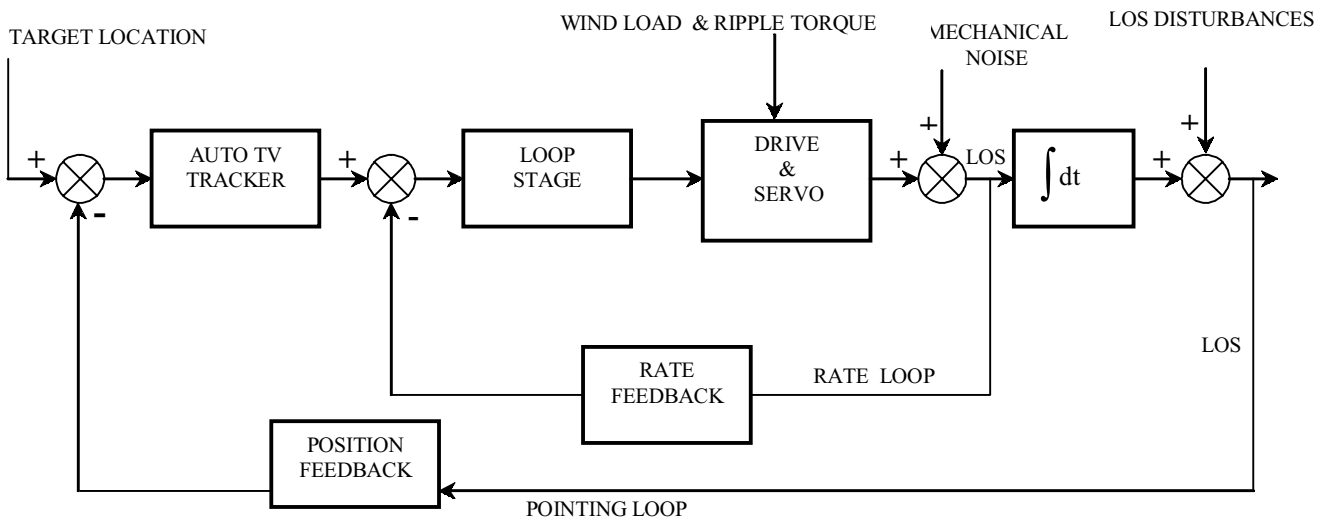 WIND LOAD & RIPPLE TORQUE
LOS DISTURBANCES
TARGET LOCATION
MECHANICAL
NOISE
+
-
AUTO TV
TRACKER
+
-
LOOP
STAGE
DRIVE
&
SERVO
+
+
LOS
∫dt
+
+
LOS
RATE
FEEDBACK
RATE LOOP
POSITION
FEEDBACK
POINTING LOOP